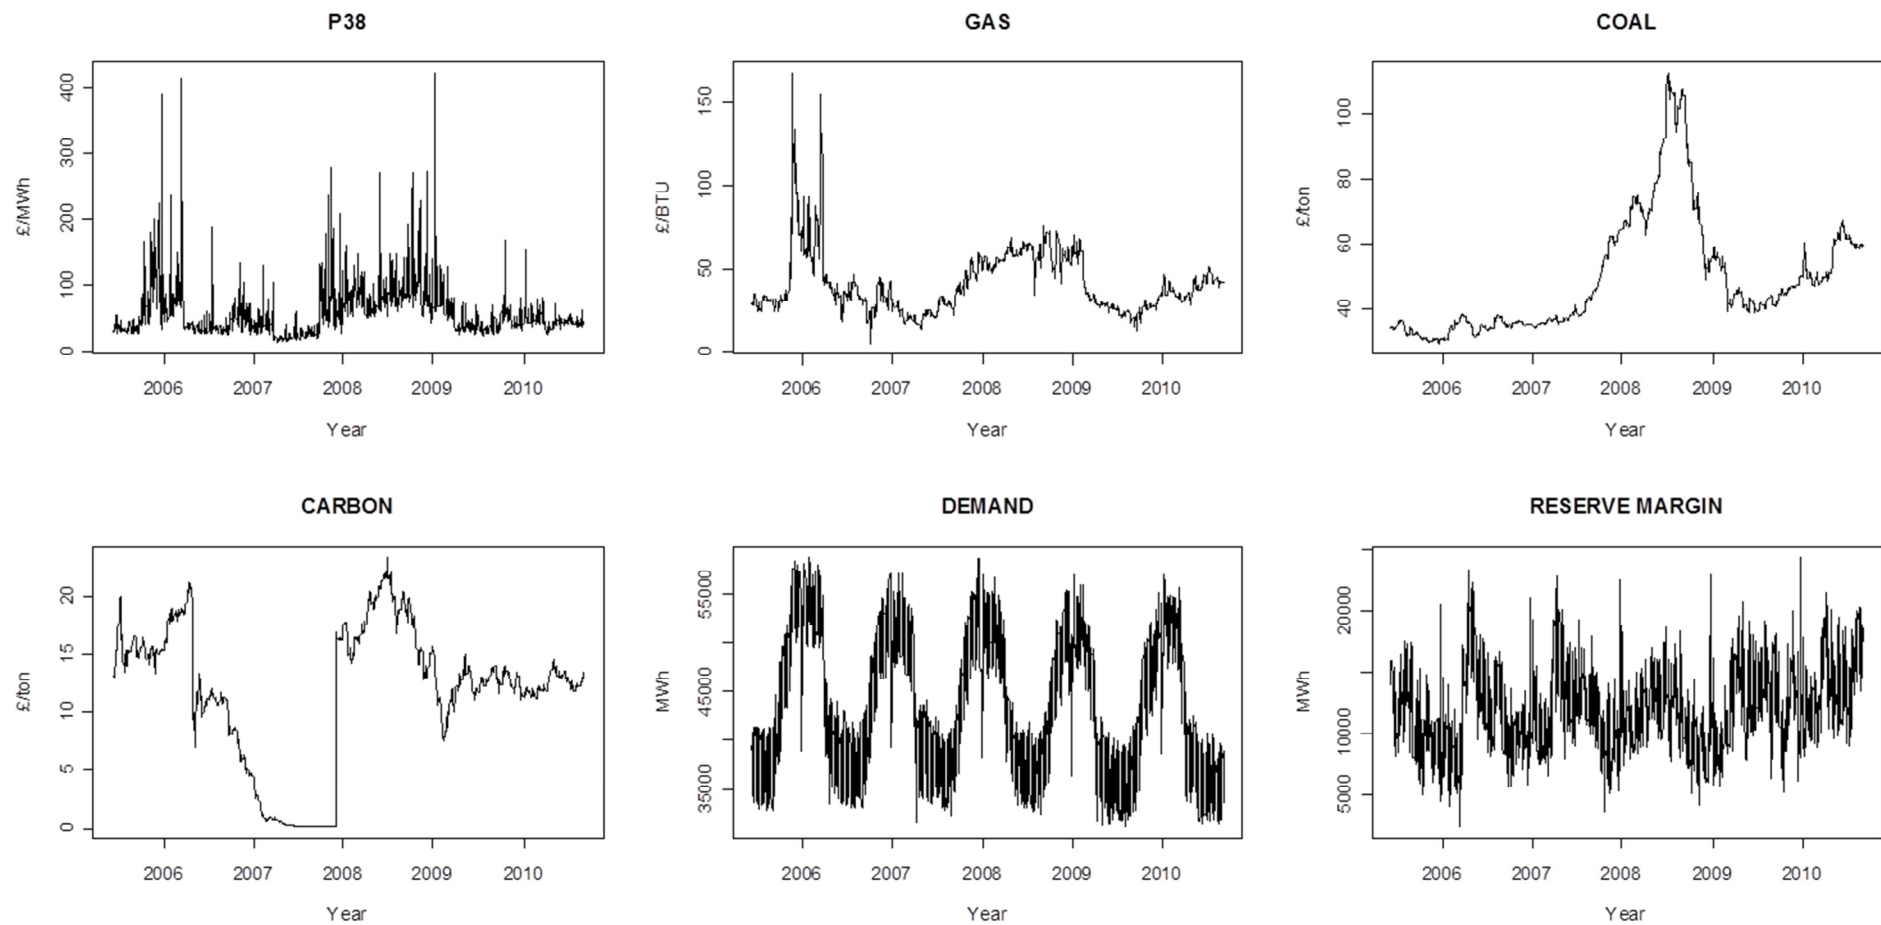 P38
GAS
COAL
£/MWh
0 100 200 300 400
£/BTU
0 50 100 150
£/ton
40 60 80 100
2006 2007 2008 2009 2010
2006 2007 2008 2009 2010
2006 2007 2008 2009 2010
Year
Year
Year
CARBON
DEMAND
RESERVE MARGIN
£/ton
0 5 10 15 20
MWh
35000 45000 55000
MWh
5000 10000 20000
2006 2007 2008 2009 2010
2006 2007 2008 2009 2010
2006 2007 2008 2009 2010
Year
Year
Year